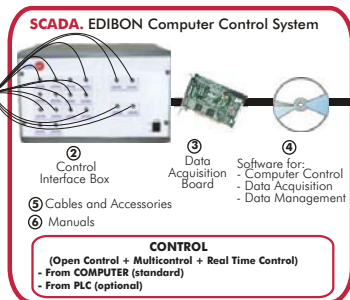 SCADA. EDIBON Computer Control System
②
Control
Interface Box
③
Data
Acquisition
Board
④
Software for:
- Computer Control
- Data Acquisition
- Data Management
⑤ Cables and Accessories
⑥ Manuals
CONTROL
(Open Control + Multicontrol + Real Time Control)
- From COMPUTER (standard)
- From PLC (optional)